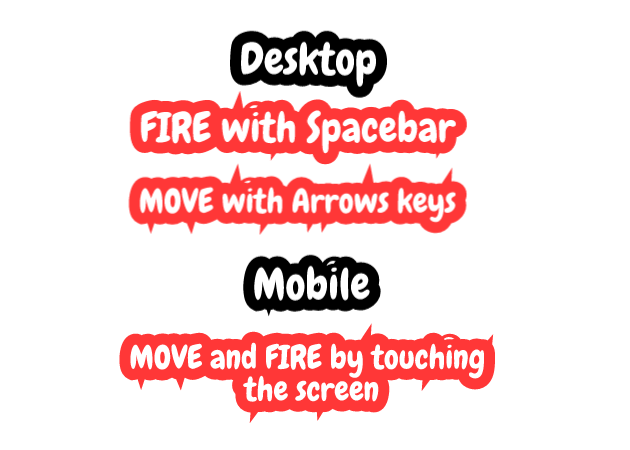 Desktop
FIRE with Spacebar
MOVE with Arrows keys
Mobile
MOVE and FIRE by touching
the screen